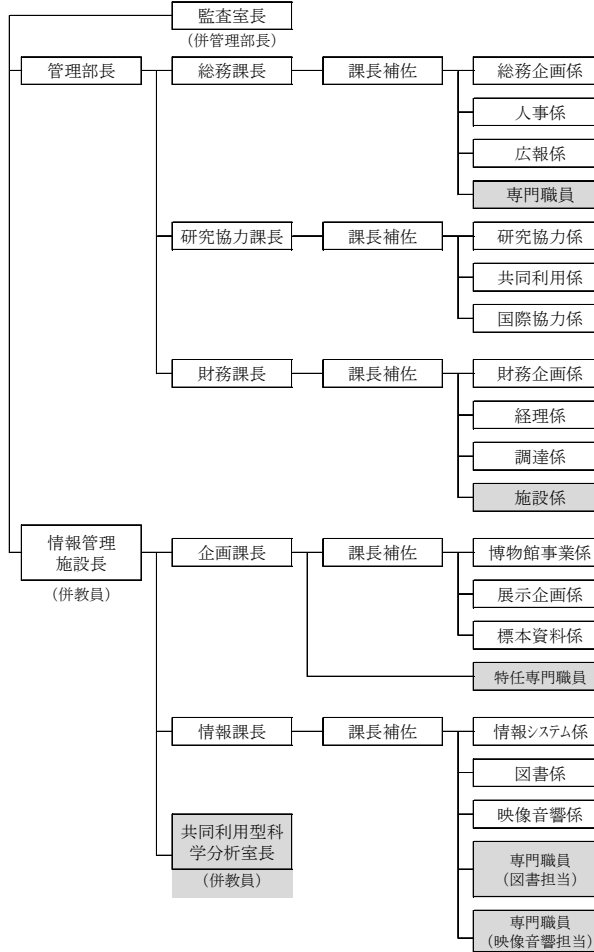 監査室長
(併管理部長)
管理部長
総務課長
課長補佐
総務企画係
人事係
広報係
専門職員
研究協力課長
課長補佐
研究協力係
共同利用係
国際協力係
財務課長
課長補佐
財務企画係
経理係
調達係
施設係
情報管理
施設長
(併教員)
企画課長
課長補佐
博物館事業係
展示企画係
標本資料係
特任専門職員
情報課長
課長補佐
情報システム係
図書係
映像音響係
共同利用型科
学分析室長
(併教員)
専門職員
(図書担当)
専門職員
(映像音響担当)